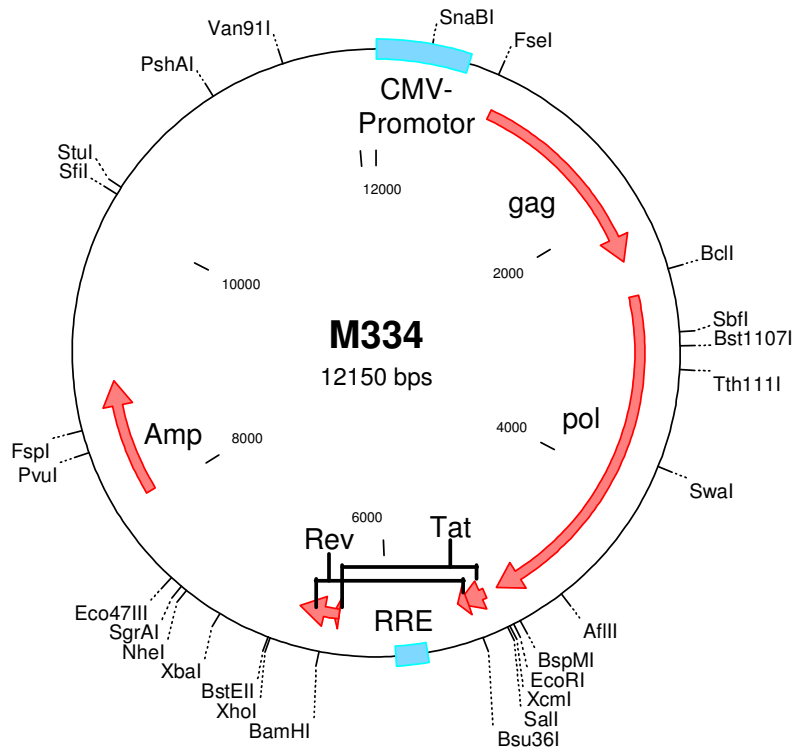 Van91I
SnaBI
FseI
PshAI
CMV-
Promotor
StuI
SfiI
12000
gag
BclI
2000
10000
SbfI
M334
Bst1107I
12150 bps
Tth111I
Amp
4000
pol
8000
FspI
PvuI
SwaI
6000
Rev
Tat
Eco47III
SgrAI
RRE
AflII
NheI
BspMI
XbaI
EcoRI
BstEII
XcmI
XhoI
SalI
BamHI
Bsu36I